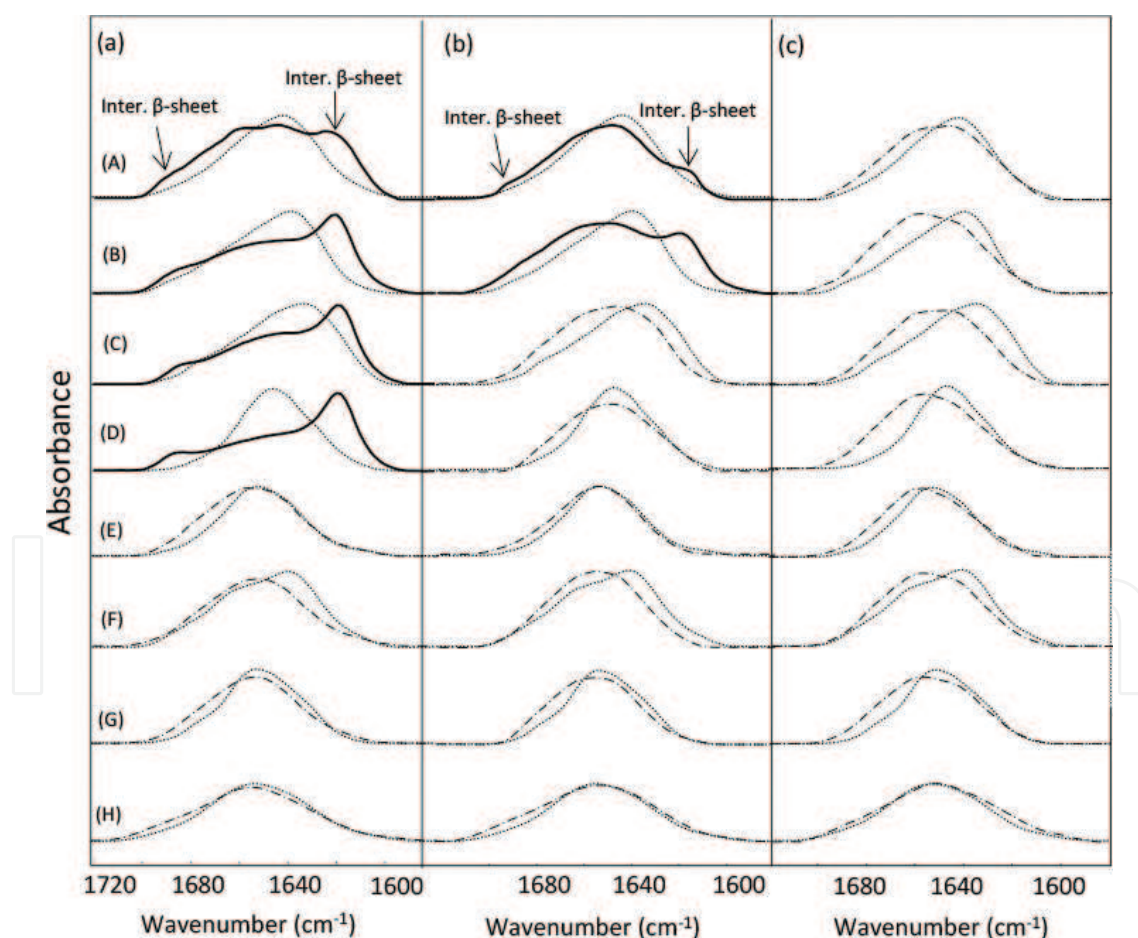 (a)
(b)
(c)
Inter. β-sheet
Inter. β-sheet
Inter. β-sheet
Inter. β-sheet
(A)
(B)
(C)
(D)
(E)
(F)
(G)
(H)
Absorbance
1720 1680 1640 1600
1680 1640 1600
1680 1640 1600
Wavenumber (cm⁻¹)
Wavenumber (cm⁻¹)
Wavenumber (cm⁻¹)